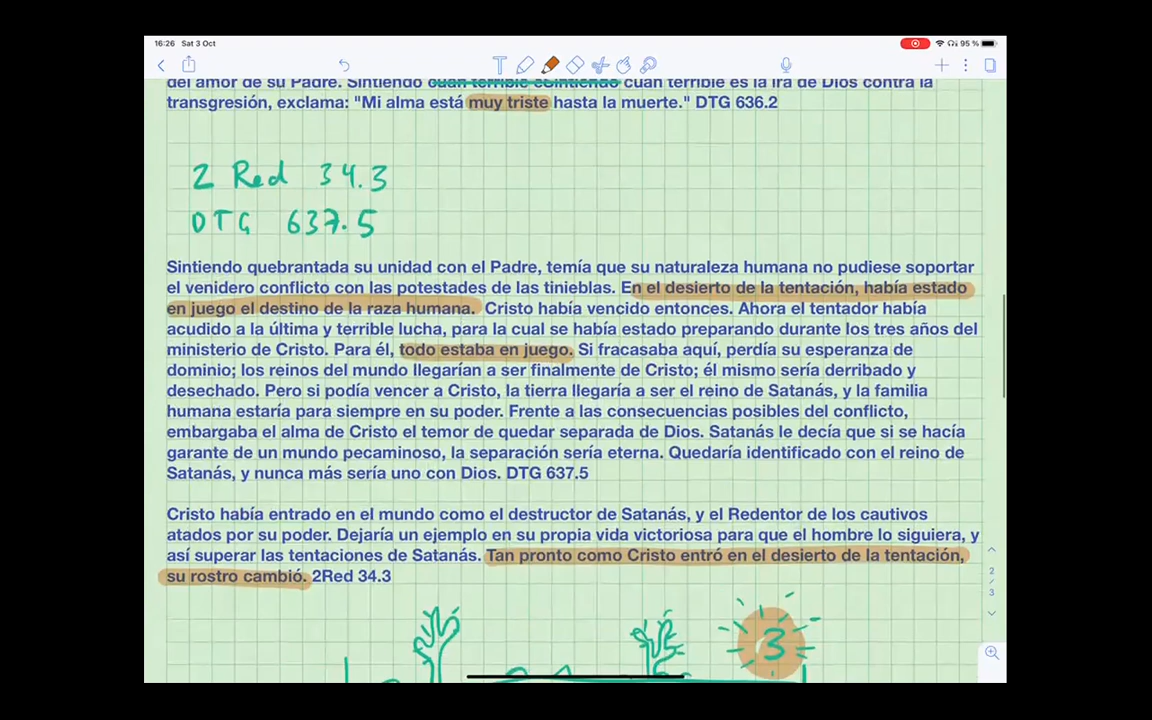 16:26 Sat 3 Oct
95 %
del amor de su Padre. Sintiendo cuan terrible eSintiendo cuán terrible es la ira de Dios contra la
transgresión, exclama: "Mi alma está muy triste hasta la muerte." DTG 636.2
2 Red 34.3
DTG 637.5
Sintiendo quebrantada su unidad con el Padre, temía que su naturaleza humana no pudiese soportar
el venidero conflicto con las potestades de las tinieblas. En el desierto de la tentación, había estado
en juego el destino de la raza humana. Cristo había vencido entonces. Ahora el tentador había
acudido a la última y terrible lucha, para la cual se había estado preparando durante los tres años del
ministerio de Cristo. Para él, todo estaba en juego. Si fracasaba aquí, perdía su esperanza de
dominio; los reinos del mundo llegarían a ser finalmente de Cristo; él mismo sería derribado y
desechado. Pero si podía vencer a Cristo, la tierra llegaría a ser el reino de Satanás, y la familia
humana estaría para siempre en su poder. Frente a las consecuencias posibles del conflicto,
embargaba el alma de Cristo el temor de quedar separada de Dios. Satanás le decía que si se hacía
garante de un mundo pecaminoso, la separación sería eterna. Quedaría identificado con el reino de
Satanás, y nunca más sería uno con Dios. DTG 637.5
Cristo había entrado en el mundo como el destructor de Satanás, y el Redentor de los cautivos
atados por su poder. Dejaría un ejemplo en su propia vida victoriosa para que el hombre lo siguiera, y
así superar las tentaciones de Satanás. Tan pronto como Cristo entró en el desierto de la tentación,
su rostro cambió. 2Red 34.3
2
/
3
3